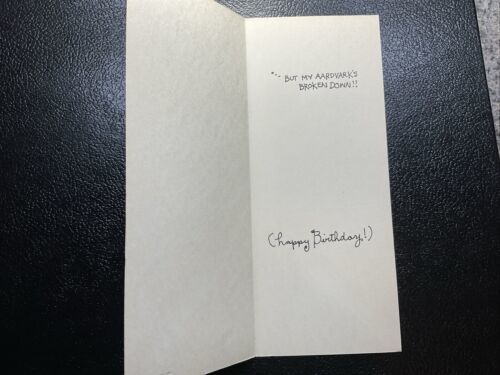 "... BUT MY AARDVARK'S
BROKEN DOWN!!
(happy Birthday!)